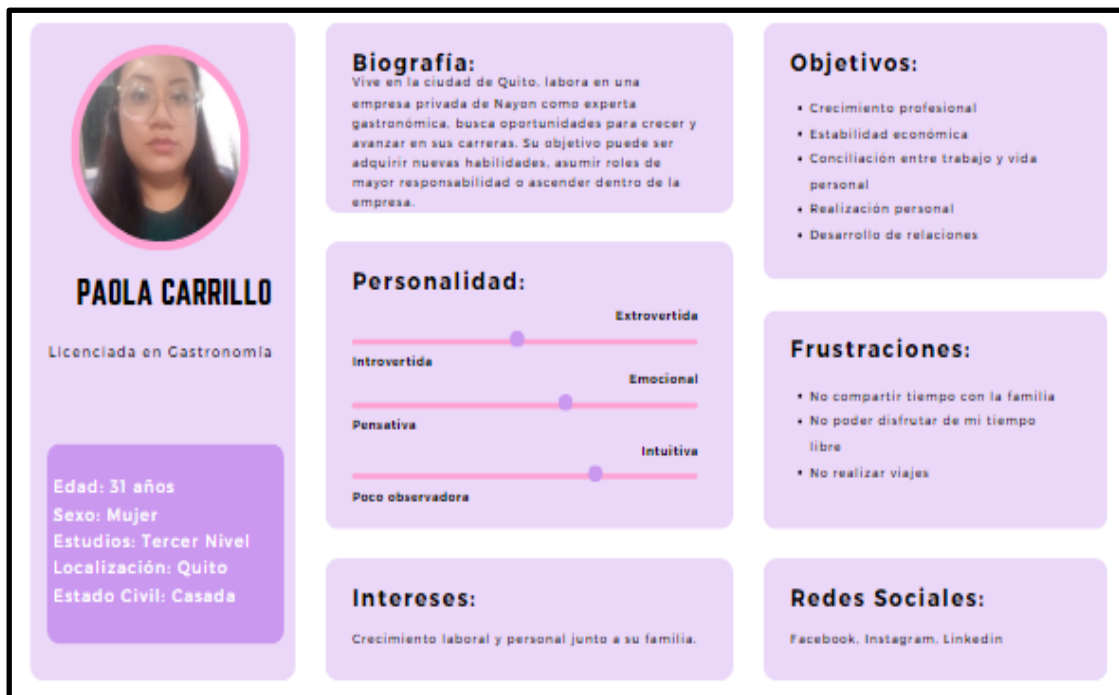 PAOLA CARRILLO
Licenciada en Gastronomía
Edad: 31 años
Sexo: Mujer
Estudios: Tercer Nivel
Localización: Quito
Estado Civil: Casada
Biografía:
Vive en la ciudad de Quito, labora en una
empresa privada de Nayon como experta
gastronómica, busca oportunidades para crecer y
avanzar en sus carreras. Su objetivo puede ser
adquirir nuevas habilidades, asumir roles de
mayor responsabilidad o ascender dentro de la
empresa.
Personalidad:
Extrovertida
Introvertida
Emocional
Pensativa
Intuitiva
Poco observadora
Intereses:
Crecimiento laboral y personal junto a su familia.
Objetivos:
• Crecimiento profesional
• Estabilidad económica
• Conciliación entre trabajo y vida
personal
• Realización personal
• Desarrollo de relaciones
Frustraciones:
• No compartir tiempo con la familia
• No poder disfrutar de mi tiempo
libre
• No realizar viajes
Redes Sociales:
Facebook, Instagram, Linkedin